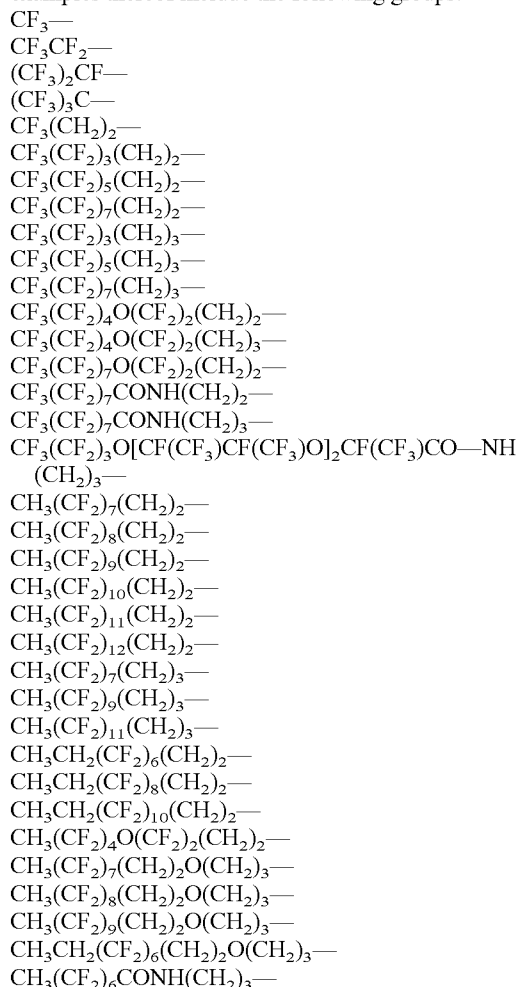 CF₃—
CF₃CF₂—
(CF₃)₂CF—
(CF₃)₃C—
CF₃(CH₂)₂—
CF₃(CF₂)₃(CH₂)₂—
CF₃(CF₂)₅(CH₂)₂—
CF₃(CF₂)₇(CH₂)₂—
CF₃(CF₂)₃(CH₂)₃—
CF₃(CF₂)₅(CH₂)₃—
CF₃(CF₂)₇(CH₂)₃—
CF₃(CF₂)₄O(CF₂)₂(CH₂)₂—
CF₃(CF₂)₄O(CF₂)₂(CH₂)₃—
CF₃(CF₂)₇O(CF₂)₂(CH₂)₂—
CF₃(CF₂)₇CONH(CH₂)₂—
CF₃(CF₂)₇CONH(CH₂)₃—
CF₃(CF₂)₃O[CF(CF₃)CF(CF₃)O]₂CF(CF₃)CO—NH
(CH₂)₃—
CH₃(CF₂)₇(CH₂)₂—
CH₃(CF₂)₈(CH₂)₂—
CH₃(CF₂)₉(CH₂)₂—
CH₃(CF₂)₁₀(CH₂)₂—
CH₃(CF₂)₁₁(CH₂)₂—
CH₃(CF₂)₁₂(CH₂)₂—
CH₃(CF₂)₇(CH₂)₃—
CH₃(CF₂)₉(CH₂)₃—
CH₃(CF₂)₁₁(CH₂)₃—
CH₃CH₂(CF₂)₆(CH₂)₂—
CH₃CH₂(CF₂)₈(CH₂)₂—
CH₃CH₂(CF₂)₁₀(CH₂)₂—
CH₃(CF₂)₄O(CF₂)₂(CH₂)₂—
CH₃(CF₂)₇(CH₂)₂O(CH₂)₃—
CH₃(CF₂)₈(CH₂)₂O(CH₂)₃—
CH₃(CF₂)₉(CH₂)₂O(CH₂)₃—
CH₃CH₂(CF₂)₆(CH₂)₂O(CH₂)₃—
CH₃(CF₂)₆CONH(CH₂)₃—